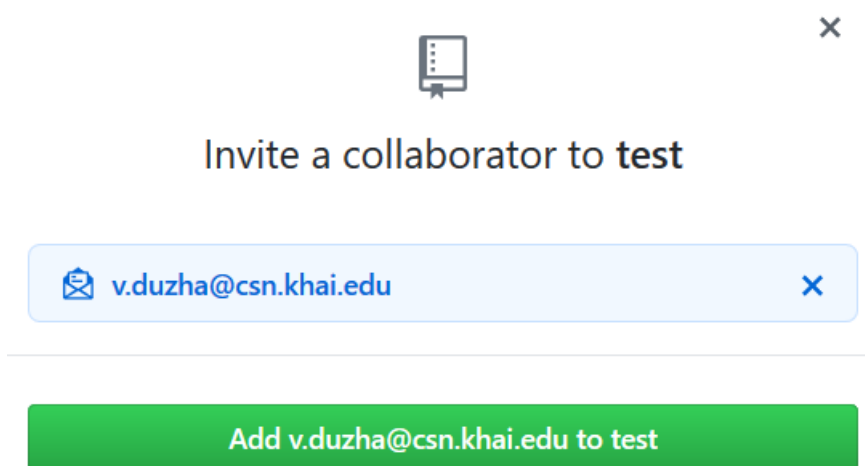 Invite a collaborator to test
v.duzha@csn.khai.edu
Add v.duzha@csn.khai.edu to test